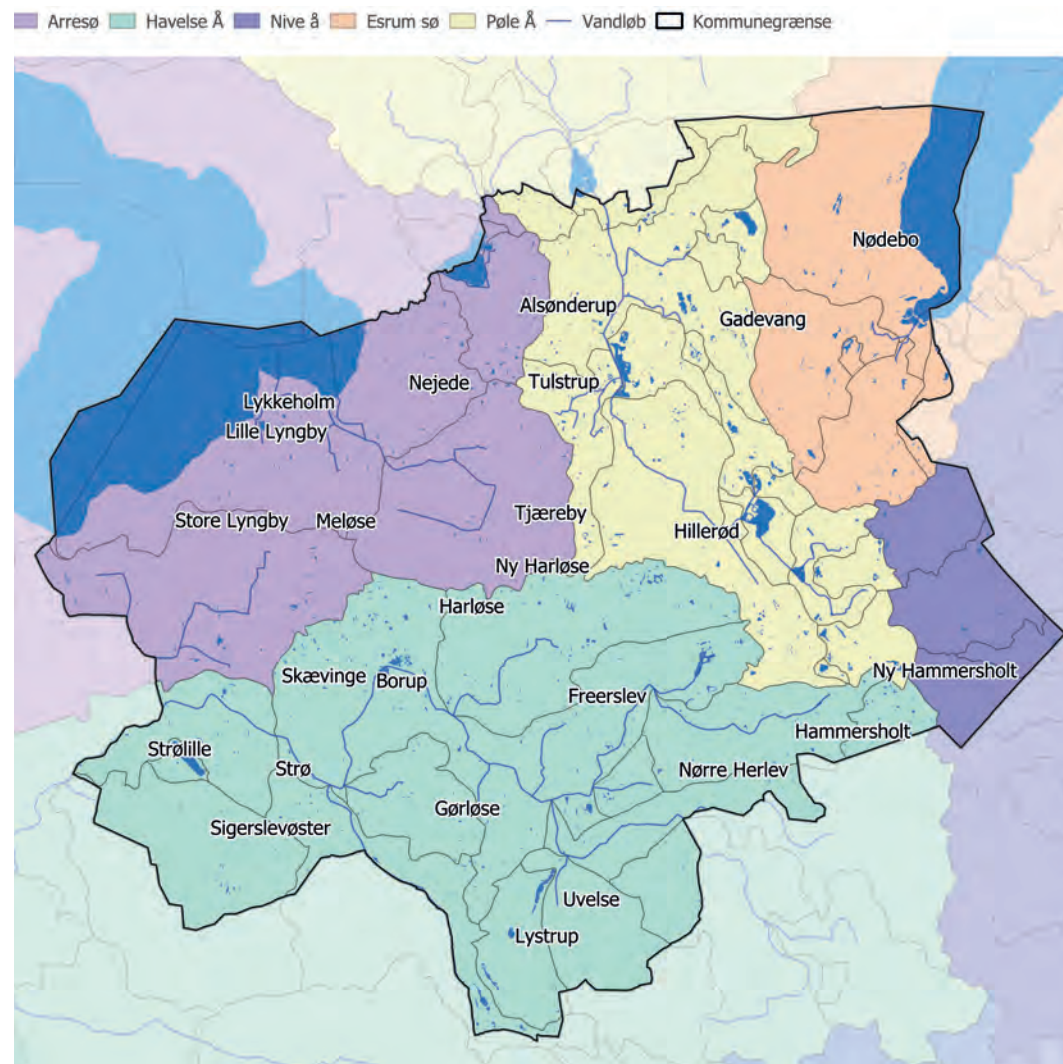 Arresø Havelse Å Nive å Esrum sø Pøle Å Vandløb Kommunegrænse
Nødebo
Alsønderup
Gadevang
Nejede
Tulstrup
Lykkeholm
Lille Lyngby
Store Lyngby
Meløse
Tjæreby
Hillerød
Ny Harløse
Harløse
Skævinge
Borup
Freerslev
Ny Hammersholt
Hammersholt
Strølille
Strø
Nørre Herlev
Gørløse
Sigerslevøster
Uvelse
Lystrup